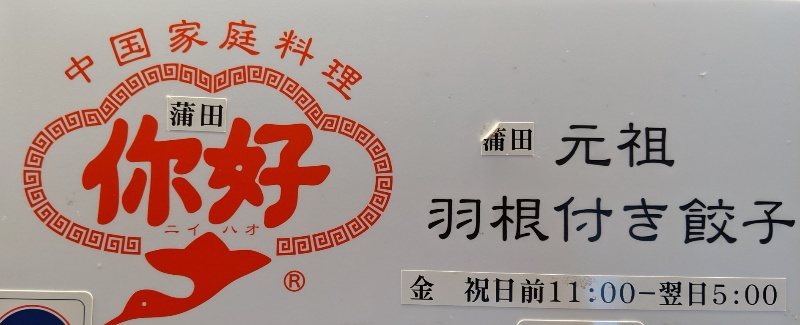 中国家庭料理
蒲田
你好
ニイハオ
®
蒲田 元祖
羽根付き餃子
金 祝日前11:00-翌日5:00